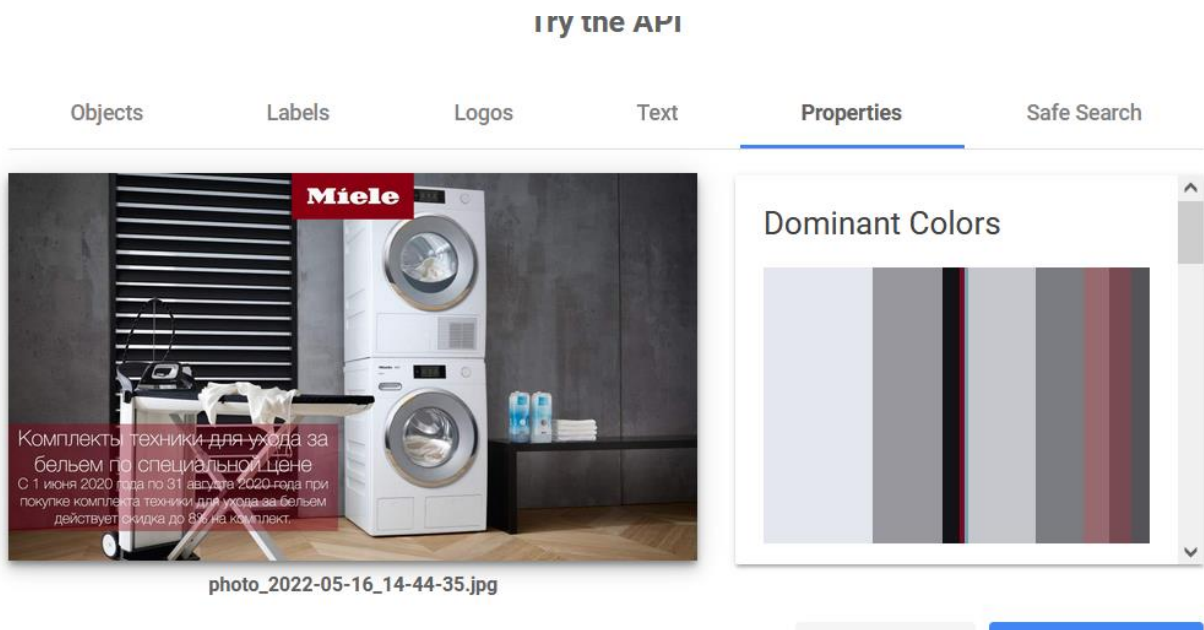 Try the API
Objects
Labels
Logos
Text
Properties
Safe Search
Miele
Dominant Colors
Комплекты техники для ухода за
бельем по специальной цене
С 1 июня 2020 года по 31 августа 2020 года при
покупке комплекта техники для ухода за бельем
действует скидка до 8% на комплект.
photo_2022-05-16_14-44-35.jpg